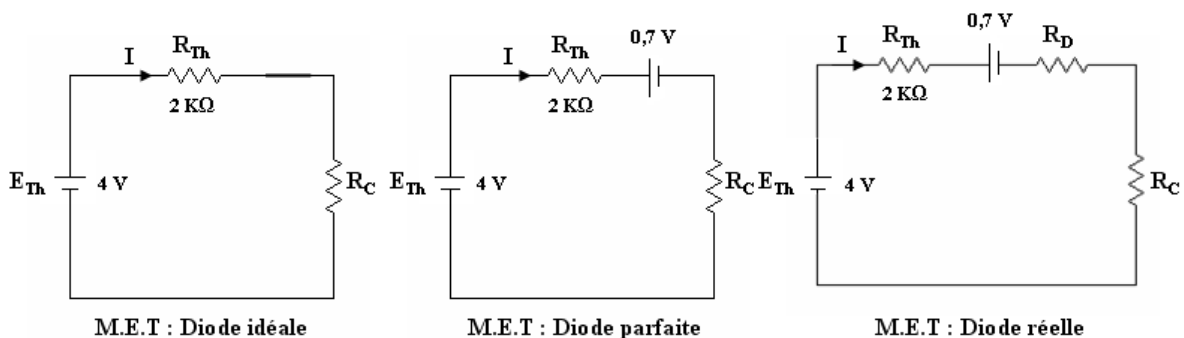 I
R_Th
2 KΩ
E_Th
4 V
R_C
M.E.T : Diode idéale
I
R_Th
0,7 V
2 KΩ
E_Th
4 V
R_C
M.E.T : Diode parfaite
I
R_Th
0,7 V
R_D
2 KΩ
E_Th
4 V
R_C
M.E.T : Diode réelle